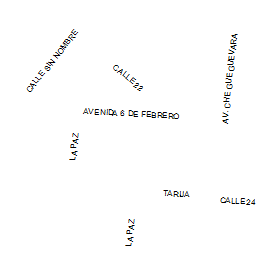 CALLE SIN NOMBRE
CALLE 22
AV. CHE GUE GUEVARA
AVENIDA 6 DE FEBRERO
LA PAZ
TARIJA
CALLE 24
LA PAZ